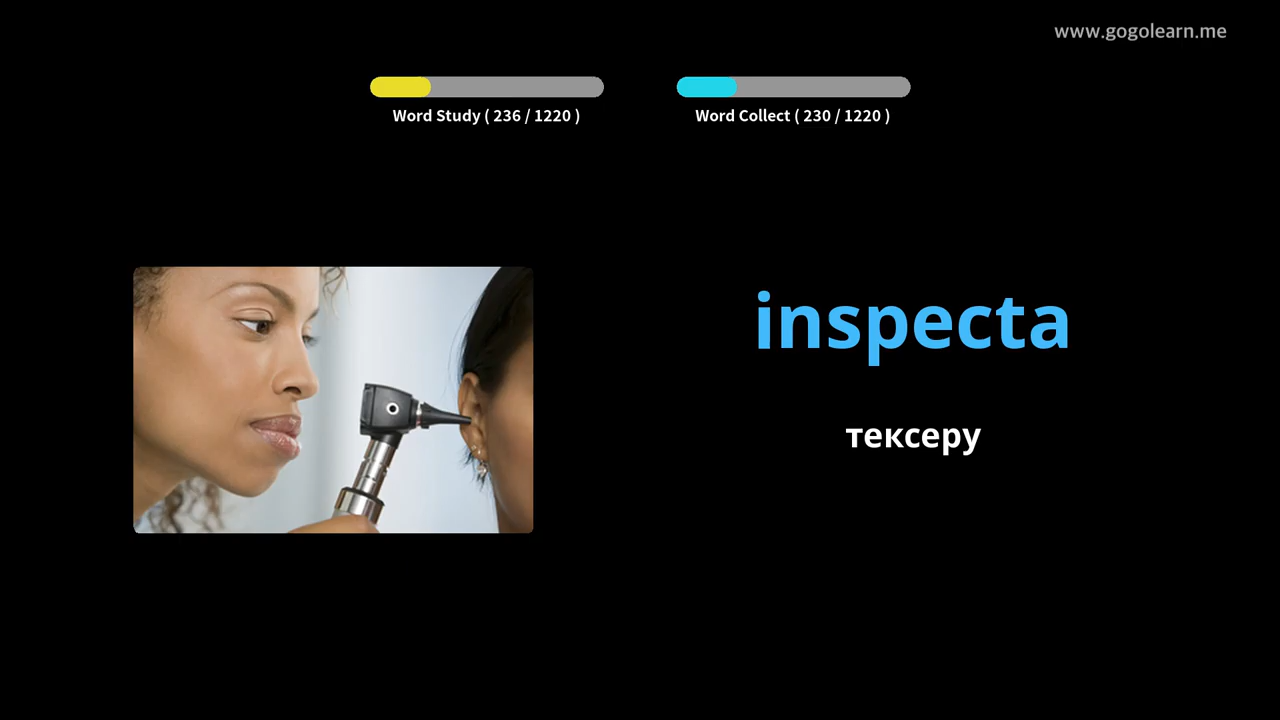 www.gogolearn.me
Word Study ( 236 / 1220 )
Word Collect ( 230 / 1220 )
inspecta
тексеру